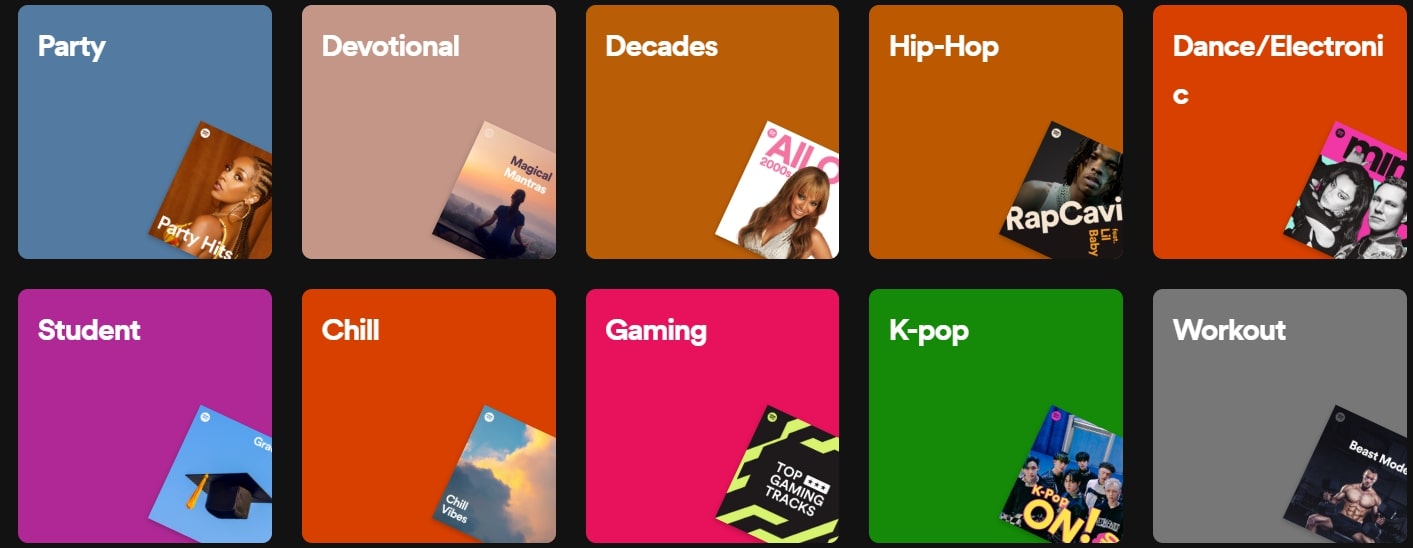 Party
Devotional
Decades
Hip-Hop
Dance/Electroni
c
Party Hits
Magical
Mantras
All O
2000s
RapCavi
feat.
Lil
Baby
min
Student
Chill
Gaming
K-pop
Workout
Gra
Chill
Vibes
TOP
GAMING
TRACKS
K-Pop
ON!
Beast Mode